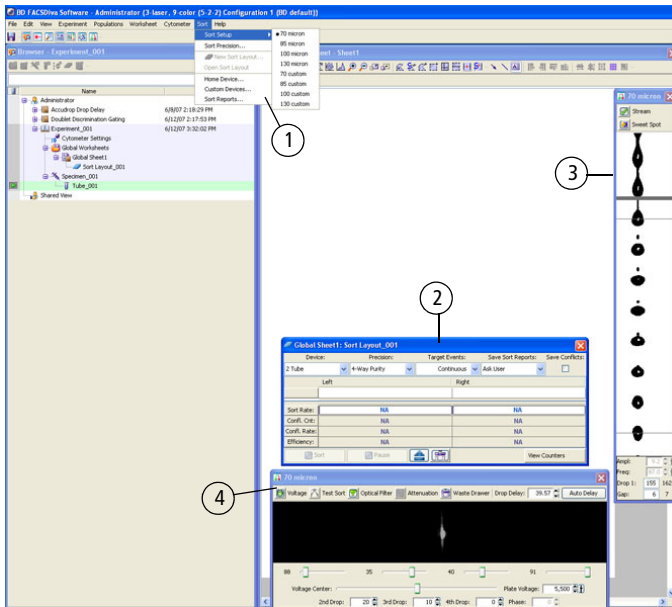 BD FACSDiva Software - Administrator (3-laser, 9-color (5-2-2) Configuration 1 (BD default))
File Edit View Experiment Populations Worksheet Cytometer Sort Help
Sort Setup
Sort Precision...
New Sort Layout...
Open Sort Layout
Home Device...
Custom Devices...
Sort Reports...
70 micron
85 micron
100 micron
130 micron
70 custom
85 custom
100 custom
130 custom
Browser - Experiment_001
Sheet - Sheet1
Name
Administrator
Accudrop Drop Delay 6/8/07 2:19:29 PM
Doublet Discrimination Gating 6/12/07 2:17:53 PM
Experiment_001 6/12/07 3:32:02 PM
Cytometer Settings
Global Worksheets
Global Sheet1
Sort Layout_001
Specimen_001
Tube_001
Shared View
1
2
3
4
70 micron
Stream
Sweet Spot
Ampl:
Freq:
Drop 1: 155 162
Gap: 6 7
Global Sheet1: Sort Layout_001
Device: Precision: Target Events: Save Sort Reports: Save Conflicts:
2 Tube 4-Way Purity Continuous Ask User
Left Right
Sort Rate: NA NA
Confl. Cnt: NA NA
Confl. Rate: NA NA
Efficiency: NA NA
Sort Pause View Counters
70 micron
Voltage Test Sort Optical Filter Attenuation Waste Drawer Drop Delay: 39.57 Auto Delay
88 35 40 91
Voltage Center: Plate Voltage: 5,500
2nd Drop: 20 3rd Drop: 10 4th Drop: 0 Phase: 0